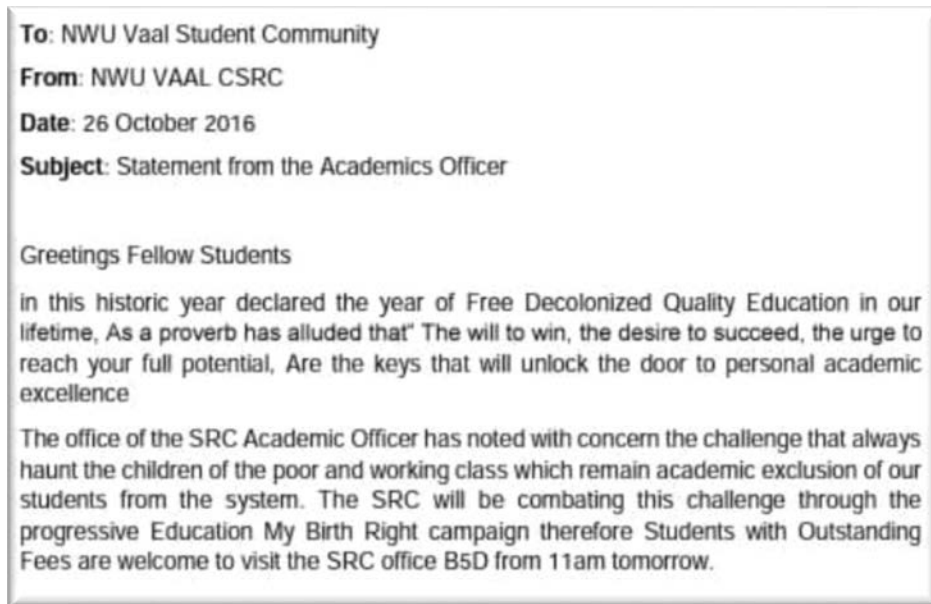 To: NWU Vaal Student Community
From: NWU VAAL CSRC
Date: 26 October 2016
Subject: Statement from the Academics Officer
Greetings Fellow Students
in this historic year declared the year of Free Decolonized Quality Education in our
lifetime, As a proverb has alluded that" The will to win, the desire to succeed, the urge to
reach your full potential, Are the keys that will unlock the door to personal academic
excellence
The office of the SRC Academic Officer has noted with concern the challenge that always
haunt the children of the poor and working class which remain academic exclusion of our
students from the system. The SRC will be combating this challenge through the
progressive Education My Birth Right campaign therefore Students with Outstanding
Fees are welcome to visit the SRC office B5D from 11am tomorrow.